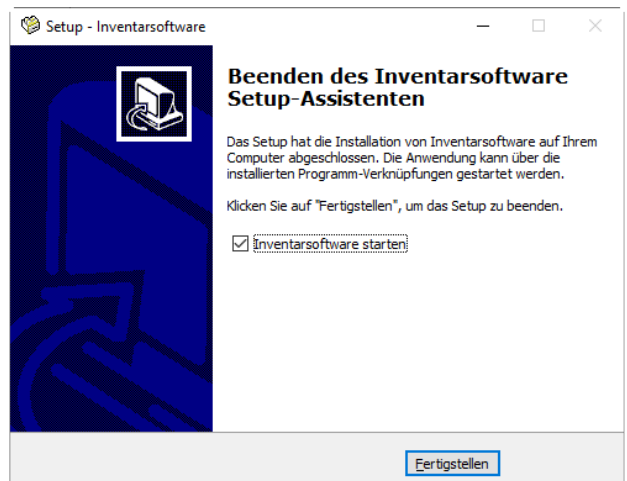 Setup - Inventarsoftware
Beenden des Inventarsoftware
Setup-Assistenten
Das Setup hat die Installation von Inventarsoftware auf Ihrem
Computer abgeschlossen. Die Anwendung kann über die
installierten Programm-Verknüpfungen gestartet werden.
Klicken Sie auf "Fertigstellen", um das Setup zu beenden.
Inventarsoftware starten
Fertigstellen